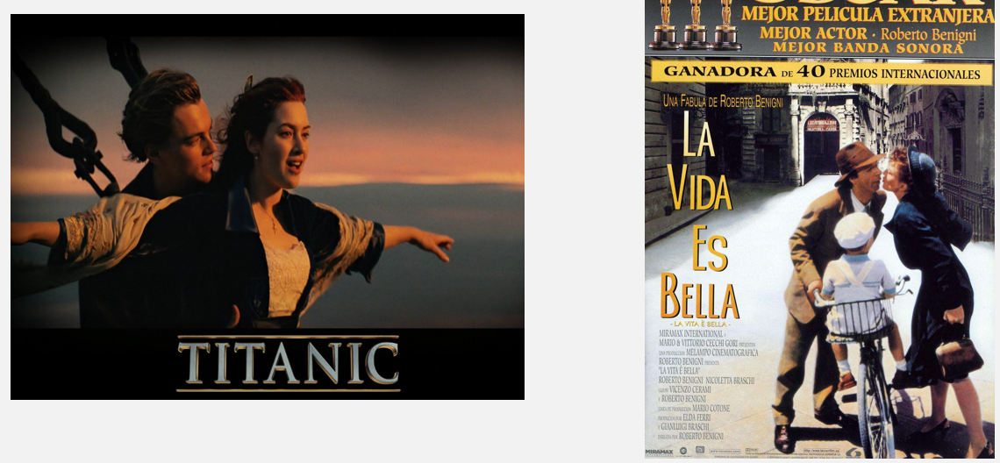 TITANIC
MEJOR PELICULA EXTRANJERA
MEJOR ACTOR · Roberto Benigni
MEJOR BANDA SONORA
GANADORA DE 40 PREMIOS INTERNACIONALES
UNA FABULA DE ROBERTO BENIGNI
LA
VIDA
ES
BELLA
- LA VITA È BELLA -
MIRAMAX INTERNATIONAL Y
MARIO & VITTORIO CECCHI GORI PRESENTAN
UNA PRODUCCION MELAMPO CINEMATOGRAFICA
ROBERTO BENIGNI PRESENTA
"LA VITA È BELLA"
ROBERTO BENIGNI NICOLETTA BRASCHI
GUION VINCENZO CERAMI
Y ROBERTO BENIGNI
MARIO COTONE
PRODUCIDA POR ELDA FERRI
Y GIANLUIGI BRASCHI
DIRIGIDA POR ROBERTO BENIGNI
MIRAMAX